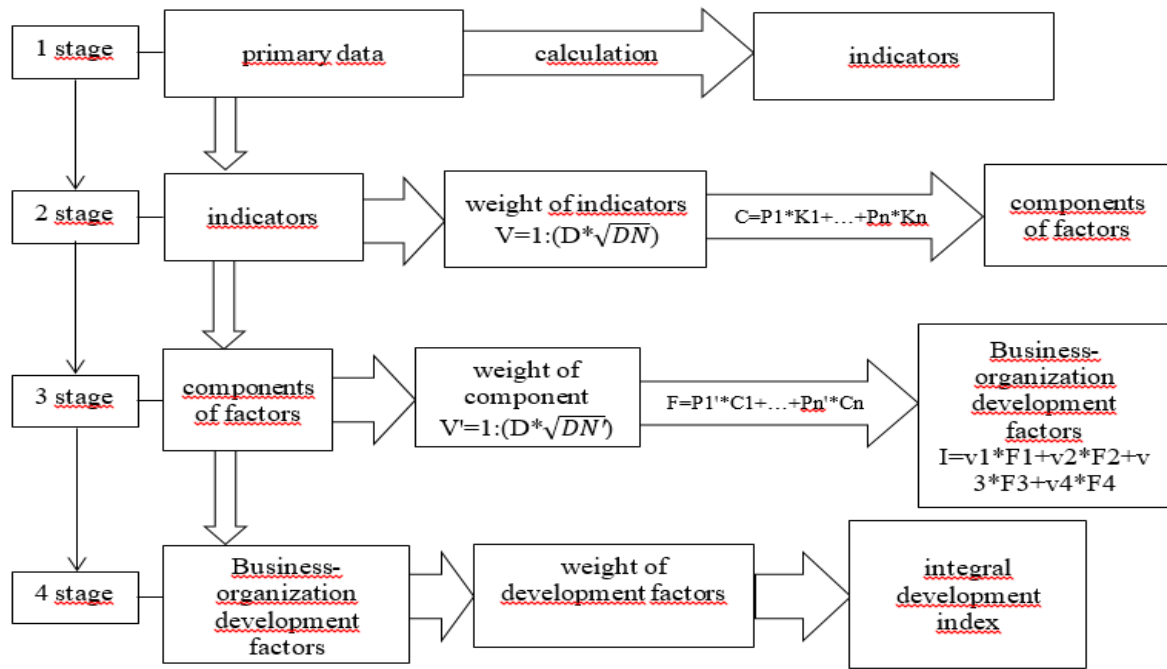 1 stage
primary data
calculation
indicators
2 stage
indicators
weight of indicators
V=1:(D*√DN)
C=P1*K1+...+Pn*Kn
components
of factors
3 stage
components
of factors
weight of
component
V'=1:(D*√DN')
F=P1'*C1+...+Pn'*Cn
Business-
organization
development
factors
I=v1*F1+v2*F2+v
3*F3+v4*F4
4 stage
Business-
organization
development
factors
weight of
development factors
integral
development
index